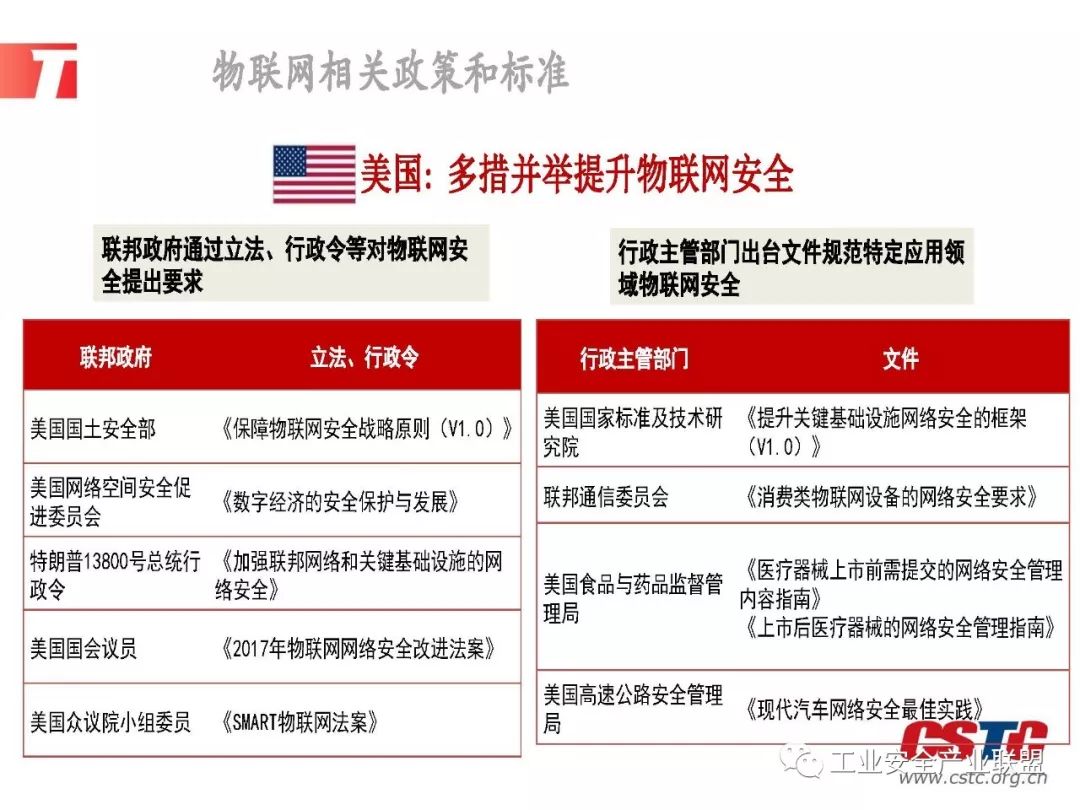 物联网相关政策和标准
美国：多措并举提升物联网安全
联邦政府通过立法、行政令等对物联网安
全提出要求
联邦政府
立法、行政令
美国国土安全部
《保障物联网安全战略原则（V1.0）》
美国网络空间安全促
进委员会
《数字经济的安全保护与发展》
特朗普13800号总统行
政令
《加强联邦网络和关键基础设施的网
络安全》
美国国会议员
《2017年物联网网络安全改进法案》
美国众议院小组委员
《SMART物联网法案》
行政主管部门出台文件规范特定应用领
域物联网安全
行政主管部门
文件
美国国家标准及技术研
究院
《提升关键基础设施网络安全的框架
（V1.0）》
联邦通信委员会
《消费类物联网设备的网络安全要求》
美国食品与药品监督管
理局
《医疗器械上市前需提交的网络安全管理
内容指南》
《上市后医疗器械的网络安全管理指南》
美国高速公路安全管理
局
《现代汽车网络安全最佳实践》
CSTC
工业安全产业联盟
www.cstc.org.cn